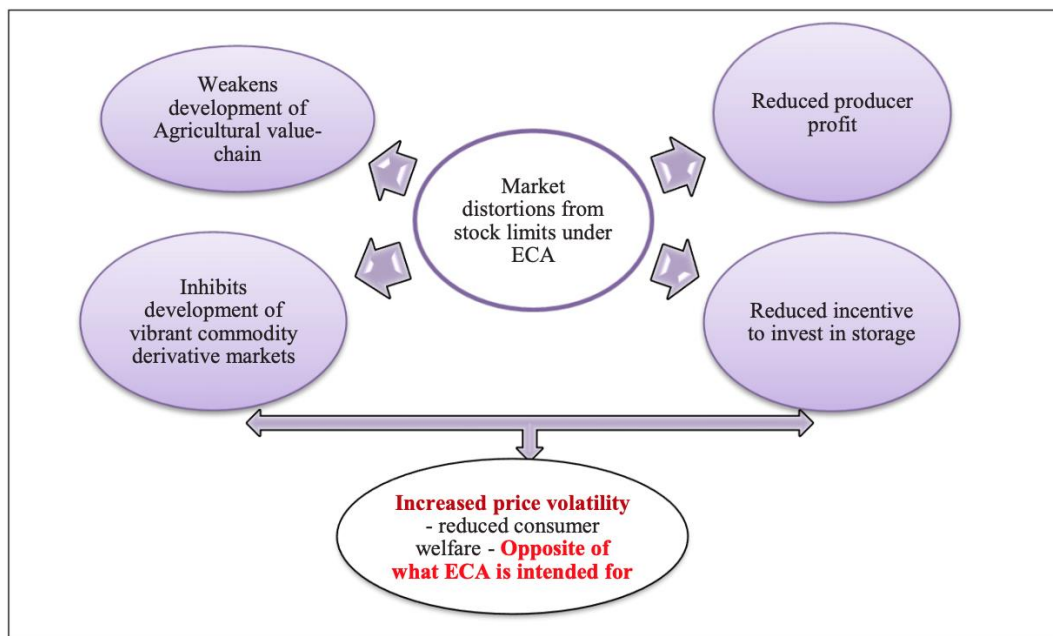 Weakens
development of
Agricultural value-
chain
Reduced producer
profit
Market
distortions from
stock limits under
ECA
Inhibits
development of
vibrant commodity
derivative markets
Reduced incentive
to invest in storage
Increased price volatility
- reduced consumer
welfare - Opposite of
what ECA is intended for